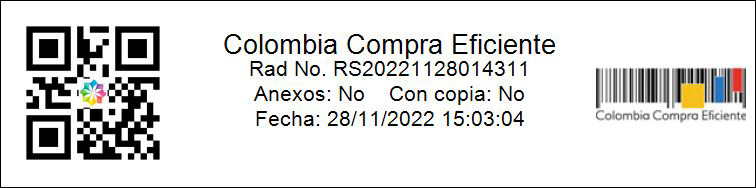 Colombia Compra Eficiente
Rad No. RS20221128014311
Anexos: No    Con copia: No
Fecha: 28/11/2022 15:03:04
Colombia Compra Eficiente